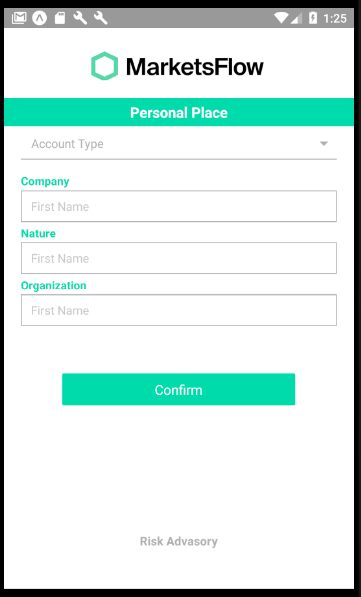 1:25
MarketsFlow
Personal Place
Account Type
Company
First Name
Nature
First Name
Organization
First Name
Confirm
Risk Advasory